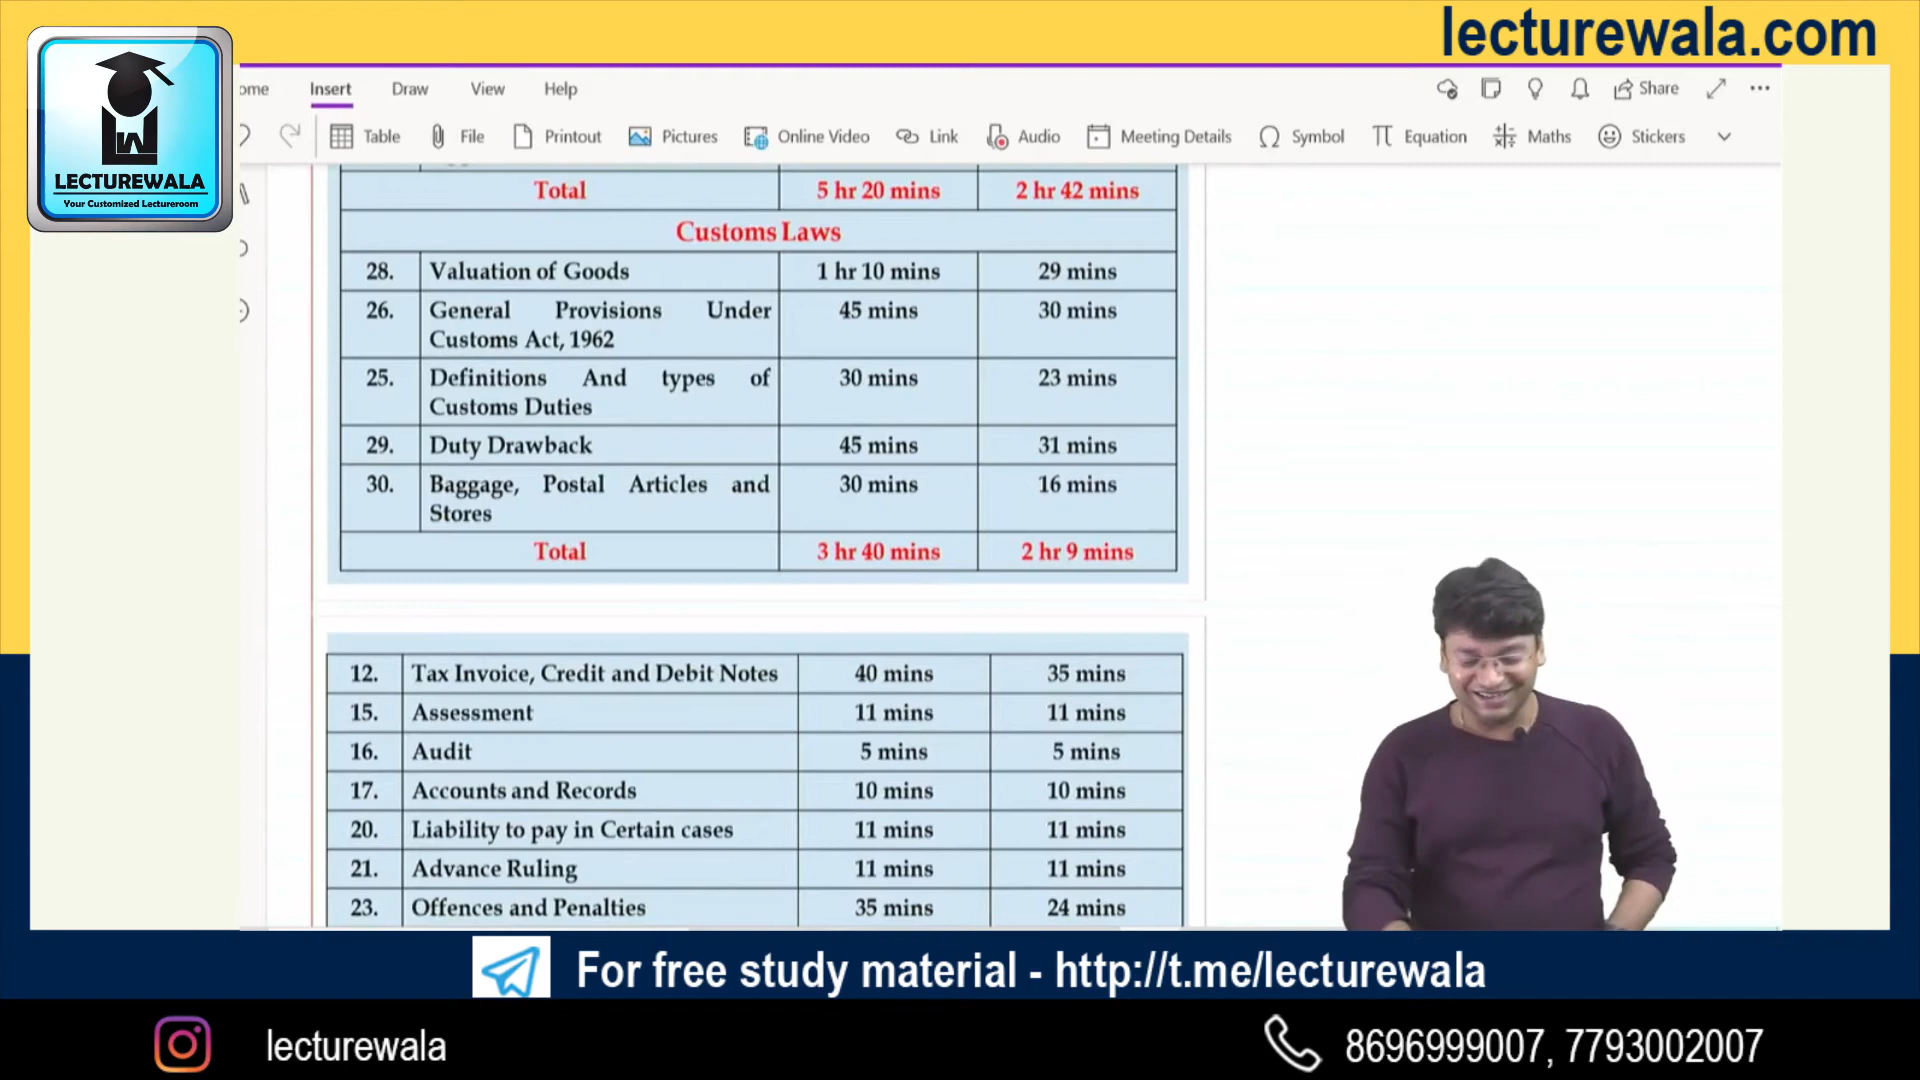 lecturewala.com
LW
LECTUREWALA
Your Customized Lectureroom
ome Insert Draw View Help Share
Table File Printout Pictures Online Video Link Audio Meeting Details Symbol Equation Maths Stickers
Total 5 hr 20 mins 2 hr 42 mins
Customs Laws
28. Valuation of Goods 1 hr 10 mins 29 mins
26. General Provisions Under 45 mins 30 mins
Customs Act, 1962
25. Definitions And types of 30 mins 23 mins
Customs Duties
29. Duty Drawback 45 mins 31 mins
30. Baggage, Postal Articles and 30 mins 16 mins
Stores
Total 3 hr 40 mins 2 hr 9 mins
12. Tax Invoice, Credit and Debit Notes 40 mins 35 mins
15. Assessment 11 mins 11 mins
16. Audit 5 mins 5 mins
17. Accounts and Records 10 mins 10 mins
20. Liability to pay in Certain cases 11 mins 11 mins
21. Advance Ruling 11 mins 11 mins
23. Offences and Penalties 35 mins 24 mins
For free study material - http://t.me/lecturewala
lecturewala 8696999007, 7793002007